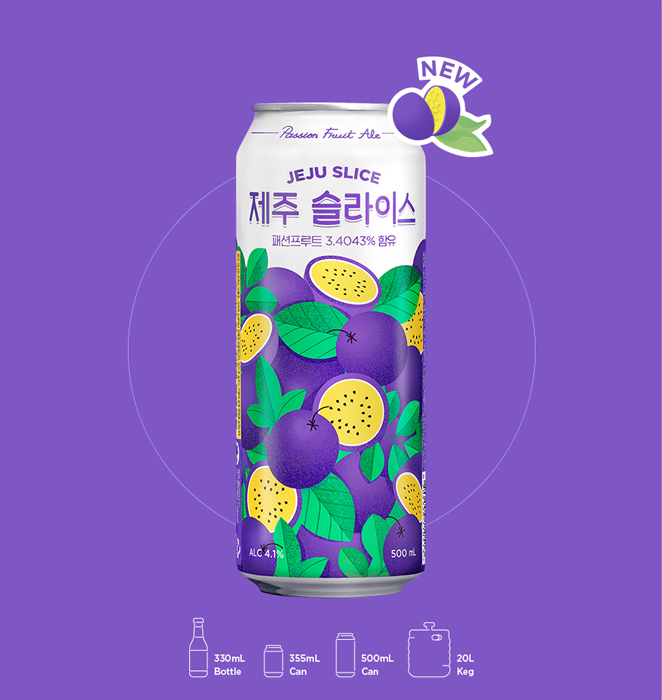 NEW
Passion Fruit Ale
JEJU SLICE
제주 슬라이스
패션프루트 3.4043% 함유
ALC 4.1%
500 mL
330mL
Bottle
355mL
Can
500mL
Can
20L
Keg